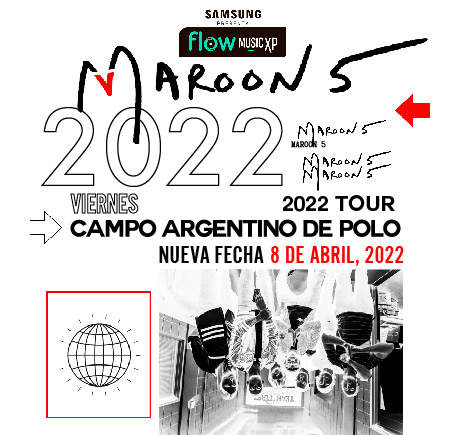 SAMSUNG
PRESENTA
flow MUSIC XP
MAROON 5
2022
MAROON 5
MAROON 5
MAROON 5
MAROON 5
VIERNES
2022 TOUR
CAMPO ARGENTINO DE POLO
NUEVA FECHA 8 DE ABRIL, 2022